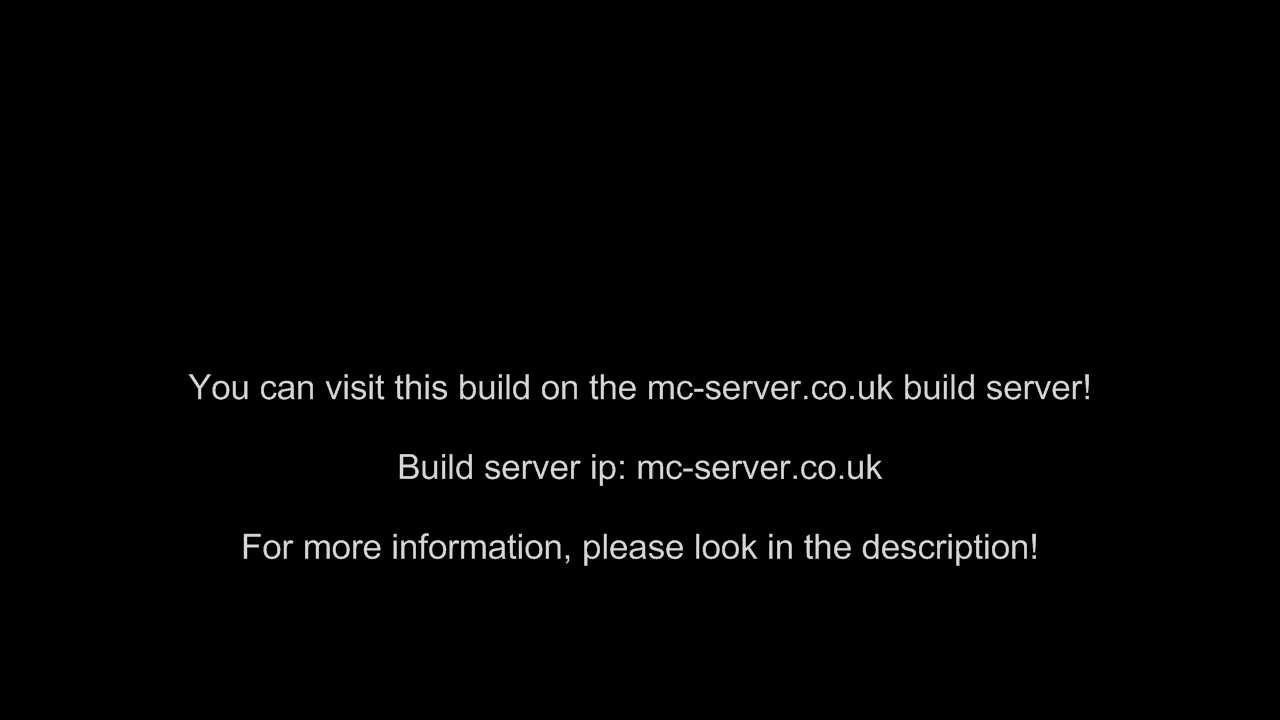 You can visit this build on the mc-server.co.uk build server!
Build server ip: mc-server.co.uk
For more information, please look in the description!